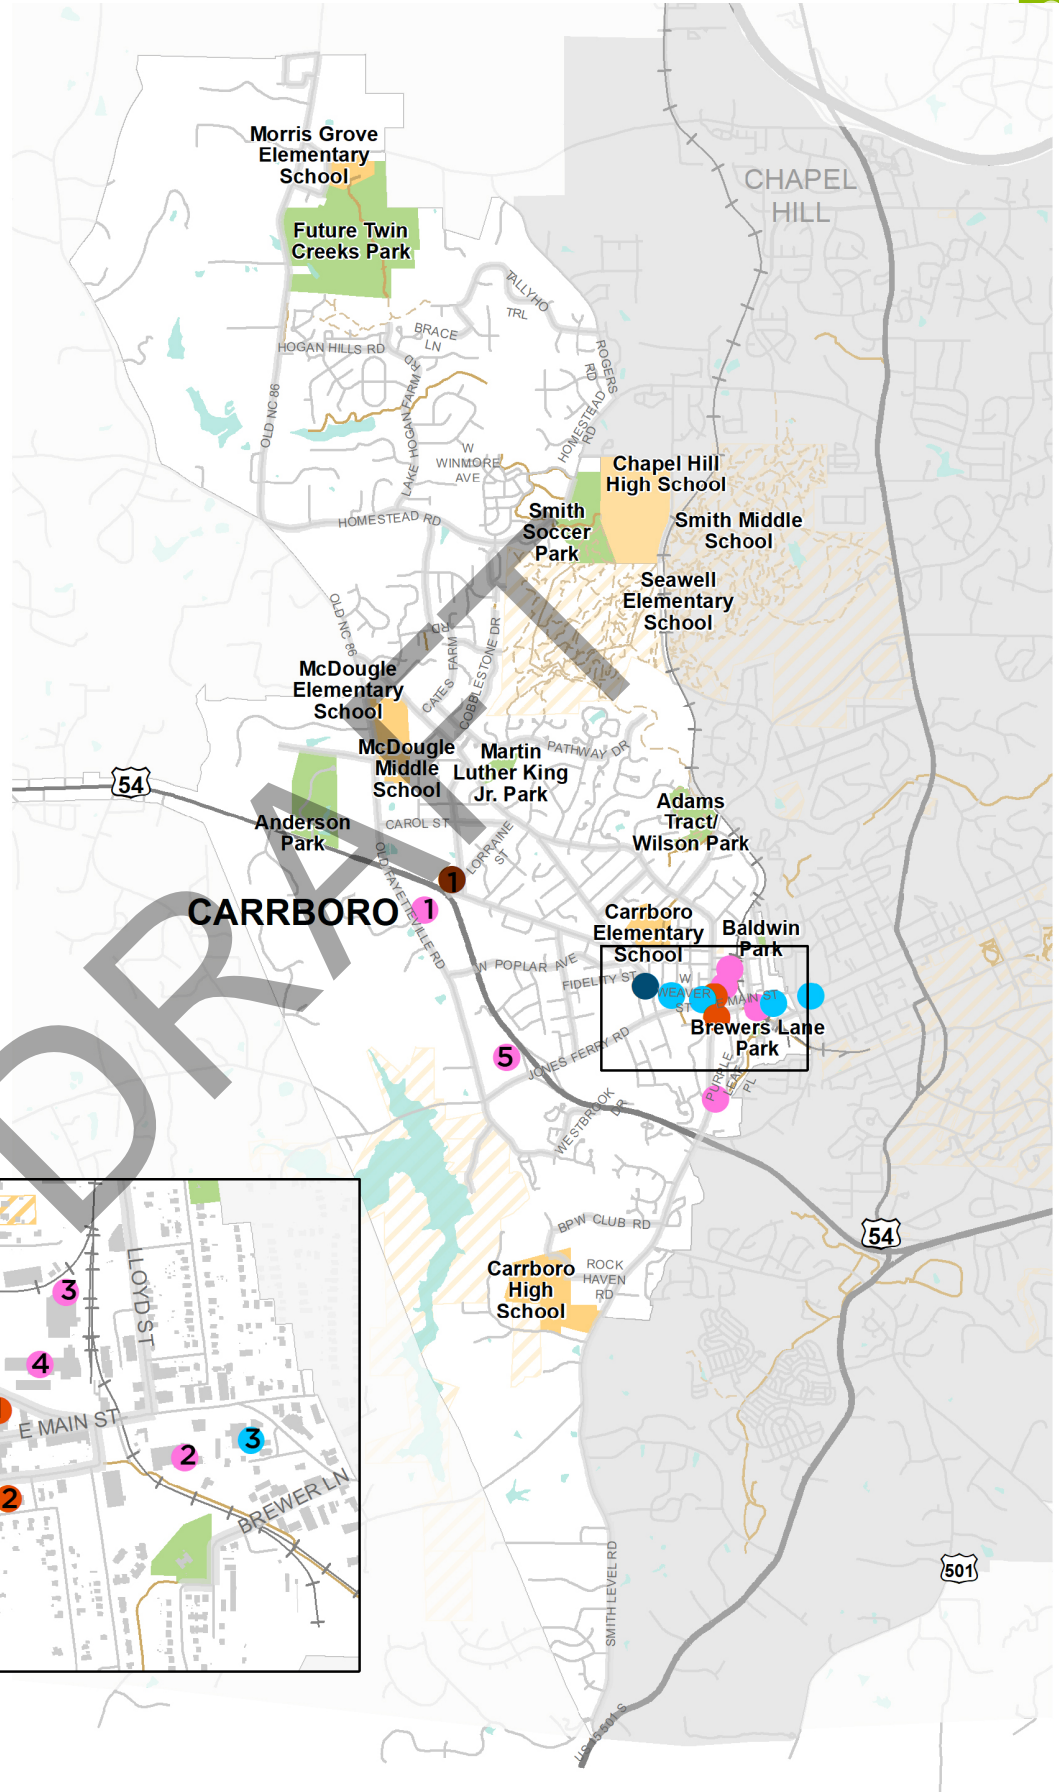 CHAPEL
HILL
Morris Grove
Elementary
School
Future Twin
Creeks Park
TALLYHO
TRL
BRACE
LN
HOGAN HILLS RD
ROGERS
RD
OLD NC 86
LAKE HOGAN FARM RD
HOMESTEAD
RD
W
WINMORE
AVE
Chapel Hill
High School
Smith
Soccer
Park
Smith Middle
School
HOMESTEAD RD
Seawell
Elementary
School
OLD NC 86
CATES FARM RD
COBBLESTONE DR
McDougle
Elementary
School
McDougle
Middle
School
Martin
Luther King
Jr. Park
PATHWAY DR
54
Adams
Tract/
Wilson Park
Anderson
Park
CAROL ST
LORRAINE
ST
OLD FAYETTEVILLE RD
1
CARRBORO
1
Carrboro
Elementary
School
Baldwin
Park
N POPLAR AVE
FIDELITY ST
W
WEAVER
ST
E MAIN ST
Brewers Lane
Park
5
JONES FERRY RD
PURPLE
LEAF
PL
WESTBROOK
DR
DRAFT
BPW CLUB RD
54
Carrboro
High
School
ROCK
HAVEN
RD
LLOYD ST
3
4
E MAIN ST
2
3
2
BREWER LN
SMITH LEVEL RD
501
US 15-501 S